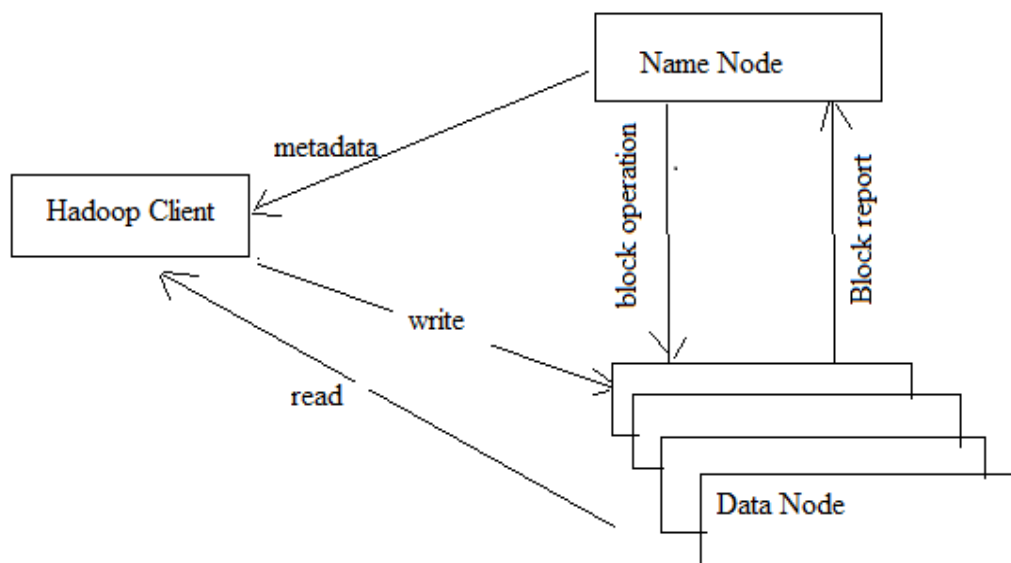 Name Node
metadata
Hadoop Client
block operation
Block report
write
read
Data Node